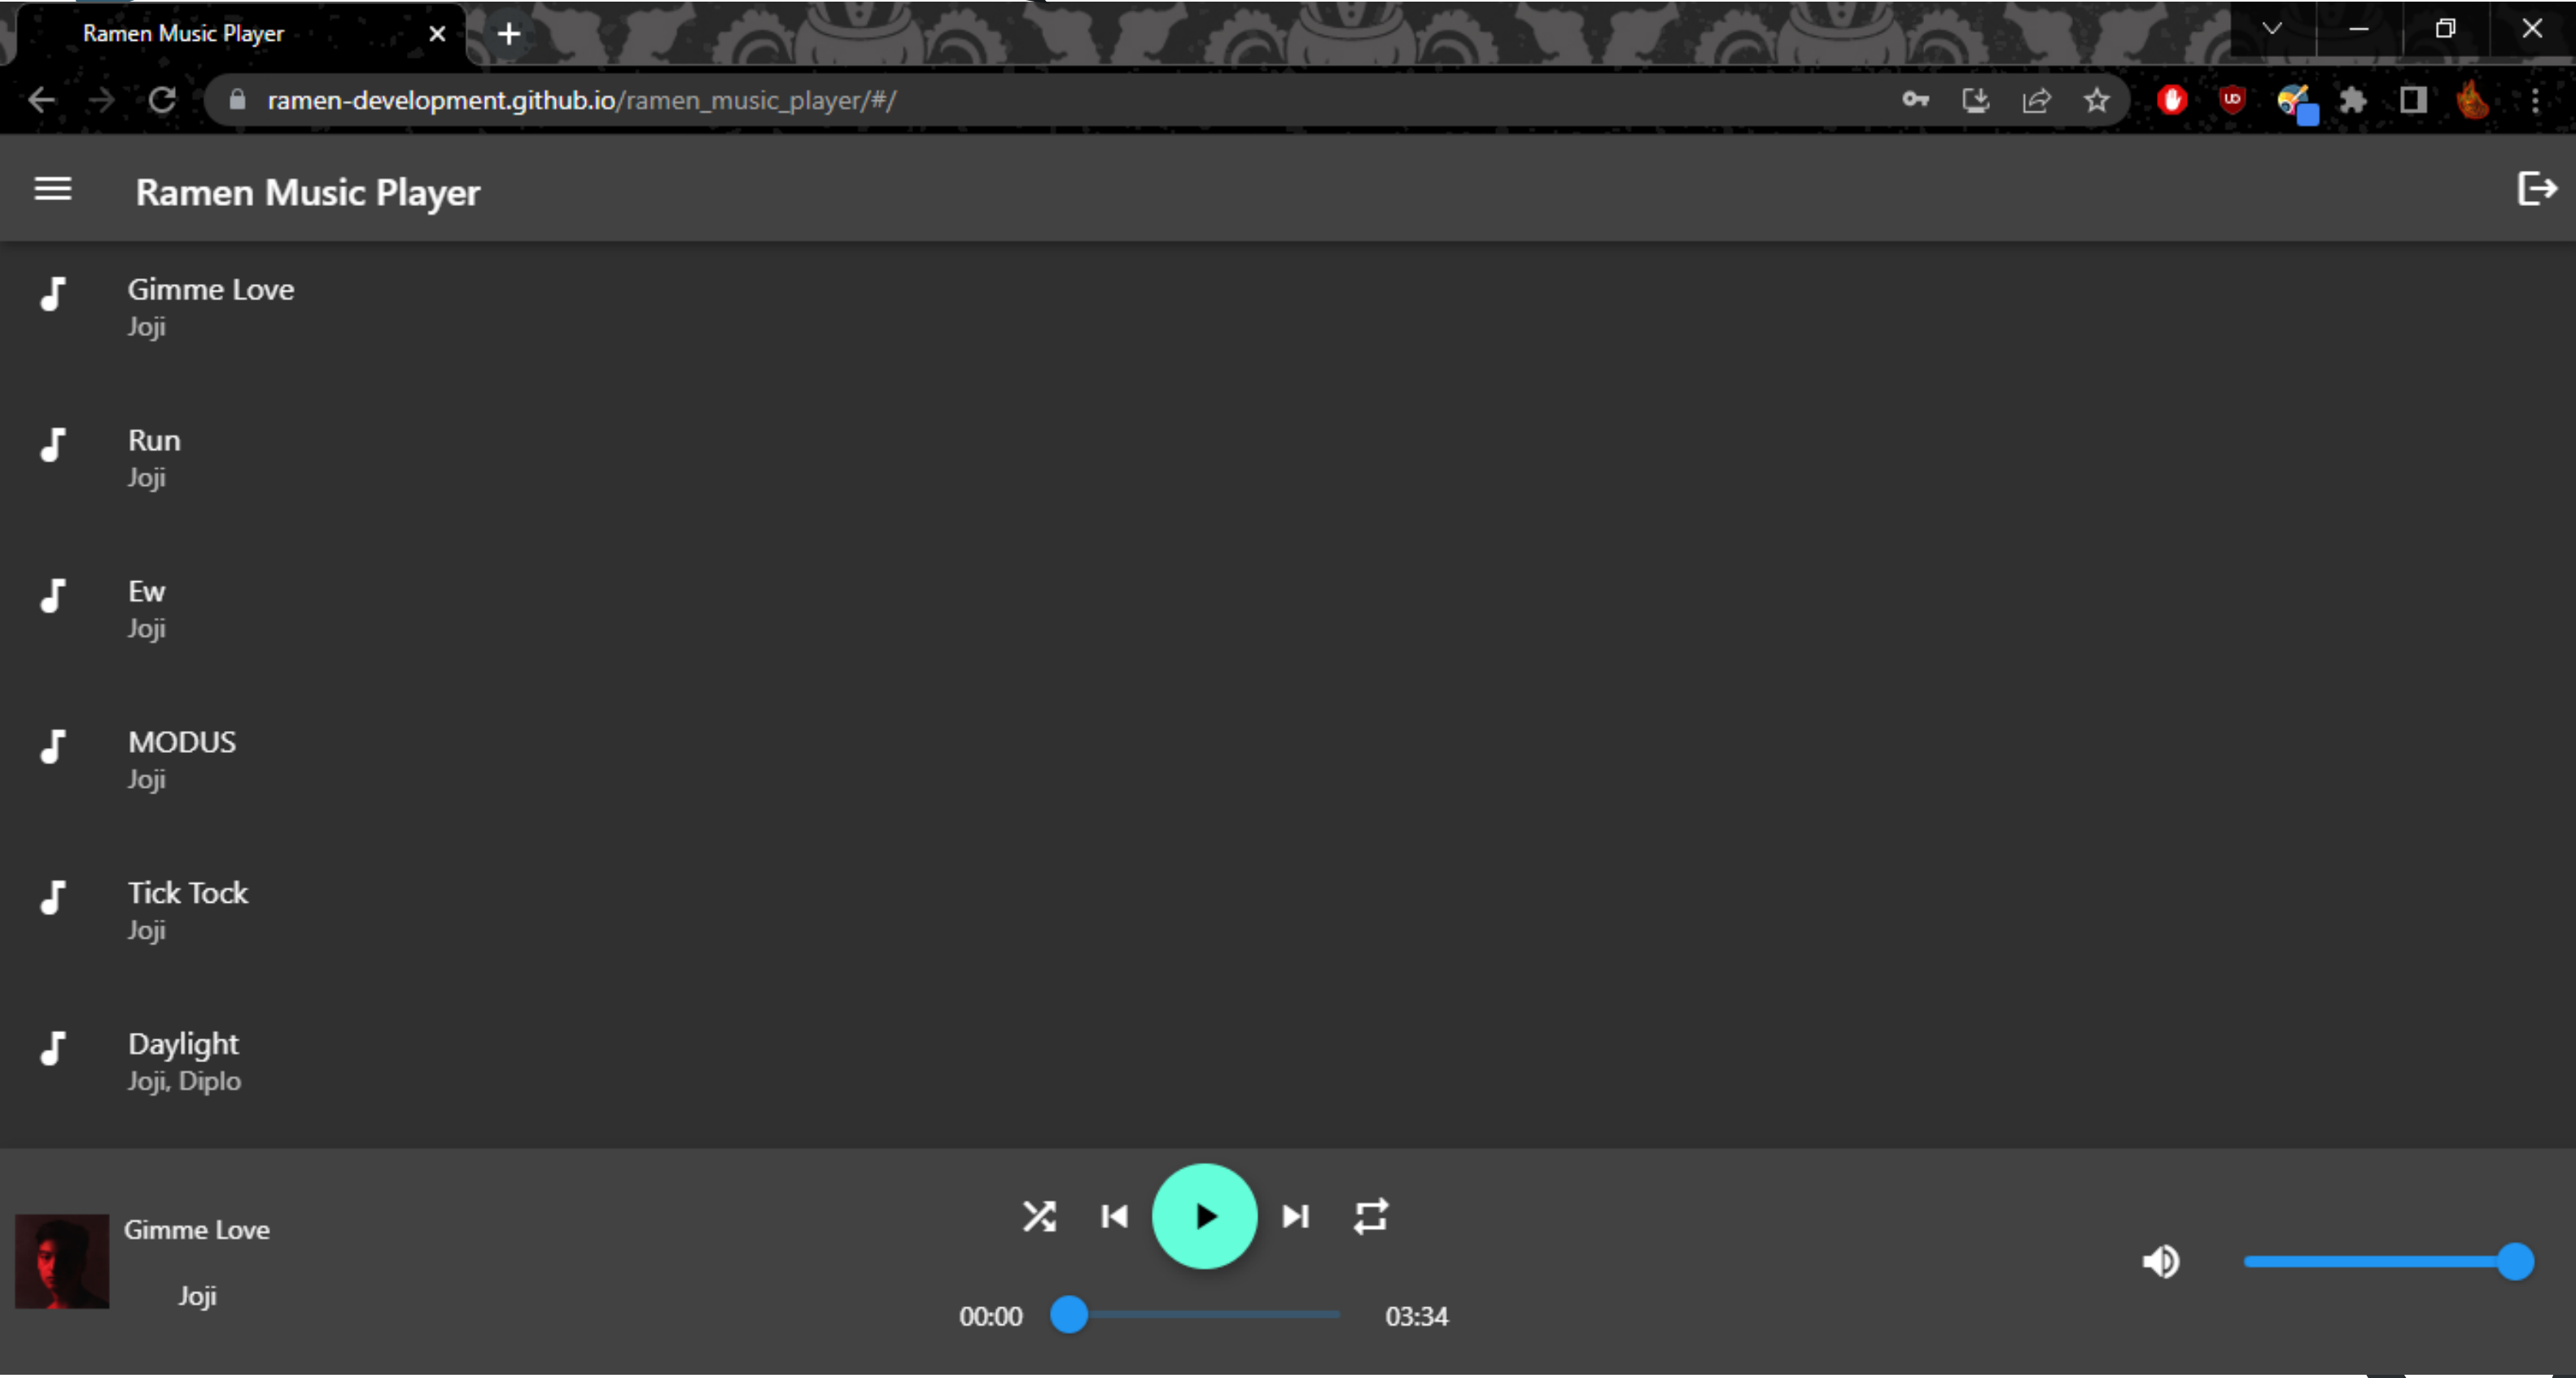 Ramen Music Player
ramen-development.github.io/ramen_music_player/#/
Ramen Music Player
Gimme Love
Joji
Run
Joji
Ew
Joji
MODUS
Joji
Tick Tock
Joji
Daylight
Joji, Diplo
Gimme Love
Joji
00:00
03:34